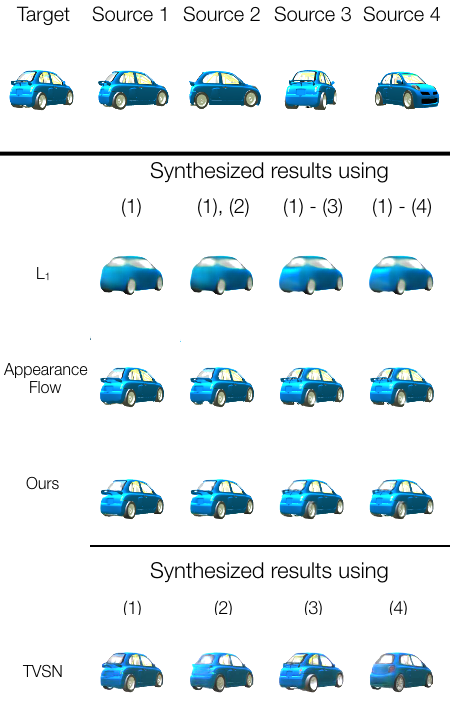 Target Source 1 Source 2 Source 3 Source 4
Synthesized results using
(1) (1), (2) (1) - (3) (1) - (4)
L₁
Appearance
Flow
Ours
Synthesized results using
(1) (2) (3) (4)
TVSN